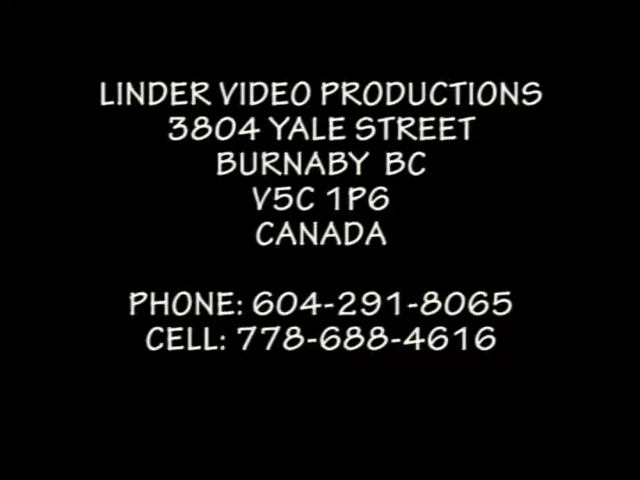 LINDER VIDEO PRODUCTIONS
3804 YALE STREET
BURNABY BC
V5C 1P6
CANADA
PHONE: 604-291-8065
CELL: 778-688-4616